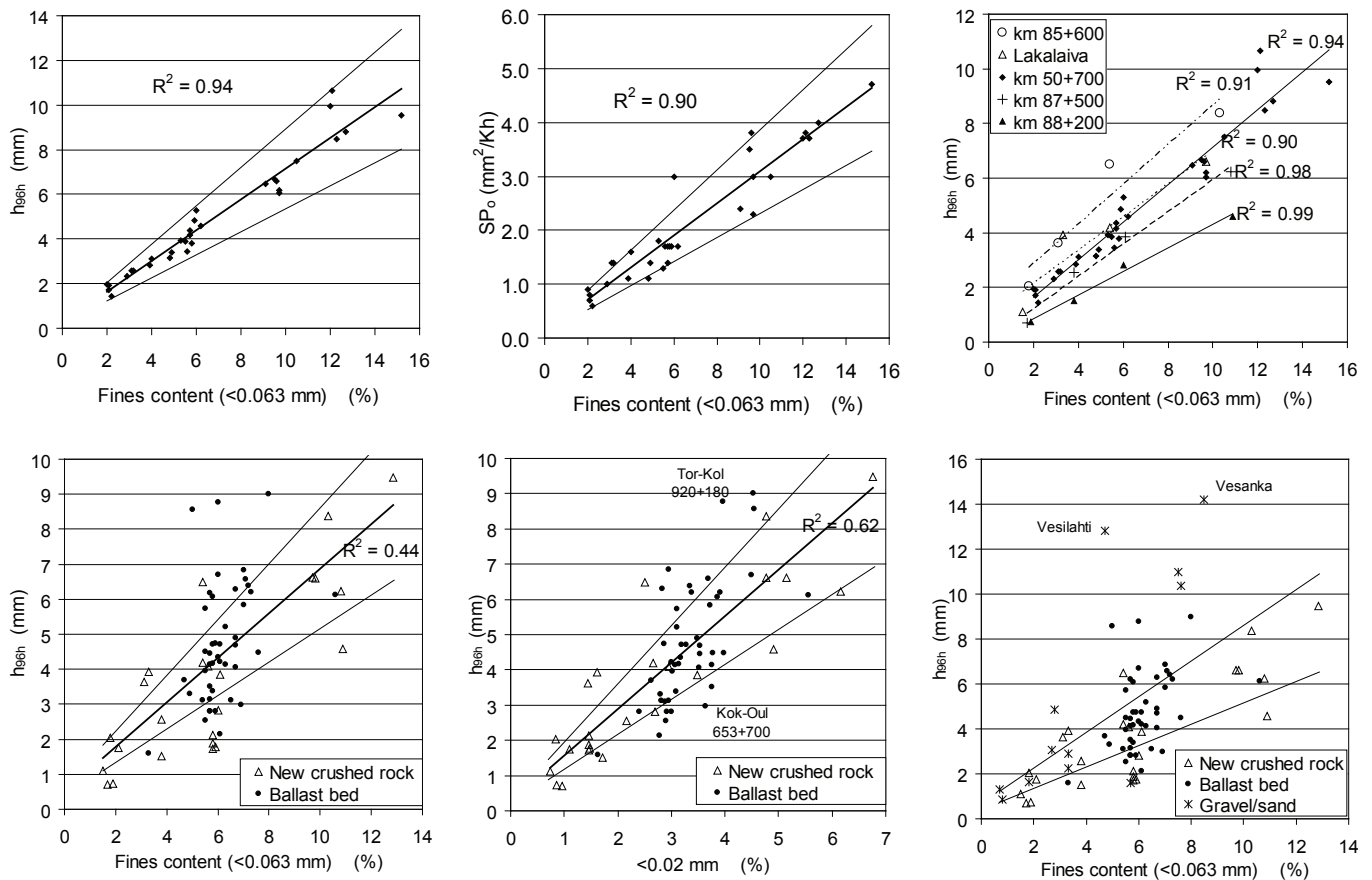 14
12
10
8
6
4
2
0
h96h (mm)
R2 = 0.94
0 2 4 6 8 10 12 14 16
Fines content (<0.063 mm) (%)
6.0
5.0
4.0
3.0
2.0
1.0
0.0
SPo (mm2/Kh)
R2 = 0.90
0 2 4 6 8 10 12 14 16
Fines content (<0.063 mm) (%)
12
10
8
6
4
2
0
h96h (mm)
km 85+600
Lakalaiva
km 50+700
km 87+500
km 88+200
R2 = 0.94
R2 = 0.91
R2 = 0.90
R2 = 0.98
R2 = 0.99
0 2 4 6 8 10 12 14 16
Fines content (<0.063 mm) (%)
10
9
8
7
6
5
4
3
2
1
0
h96h (mm)
R2 = 0.44
New crushed rock
Ballast bed
0 2 4 6 8 10 12 14
Fines content (<0.063 mm) (%)
10
9
8
7
6
5
4
3
2
1
0
h96h (mm)
Tor-Kol
920+180
R2 = 0.62
Kok-Oul
653+700
New crushed rock
Ballast bed
0 1 2 3 4 5 6 7
<0.02 mm (%)
16
14
12
10
8
6
4
2
0
h96h (mm)
Vesanka
Vesilahti
New crushed rock
Ballast bed
Gravel/sand
0 2 4 6 8 10 12 14
Fines content (<0.063 mm) (%)